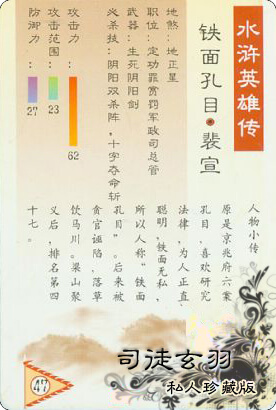 水浒英雄传
铁面孔目·裴宣
地煞：地正星
职位：定功罪赏罚军政司总管
武器：生死阴阳剑
必杀技：阴阳双杀阵，十字夺命斩
攻击力：
62
攻击范围：
23
防御力：
27
人物小传：
原是京兆府六案
孔目，喜欢研究
法律，为人正直
聪明，铁面无私，
所以人称“铁面
孔目”。后来被
贪官诬陷，落草
饮马川。梁山聚
义后，排名第四
十七。
司徒玄羽
私人珍藏版